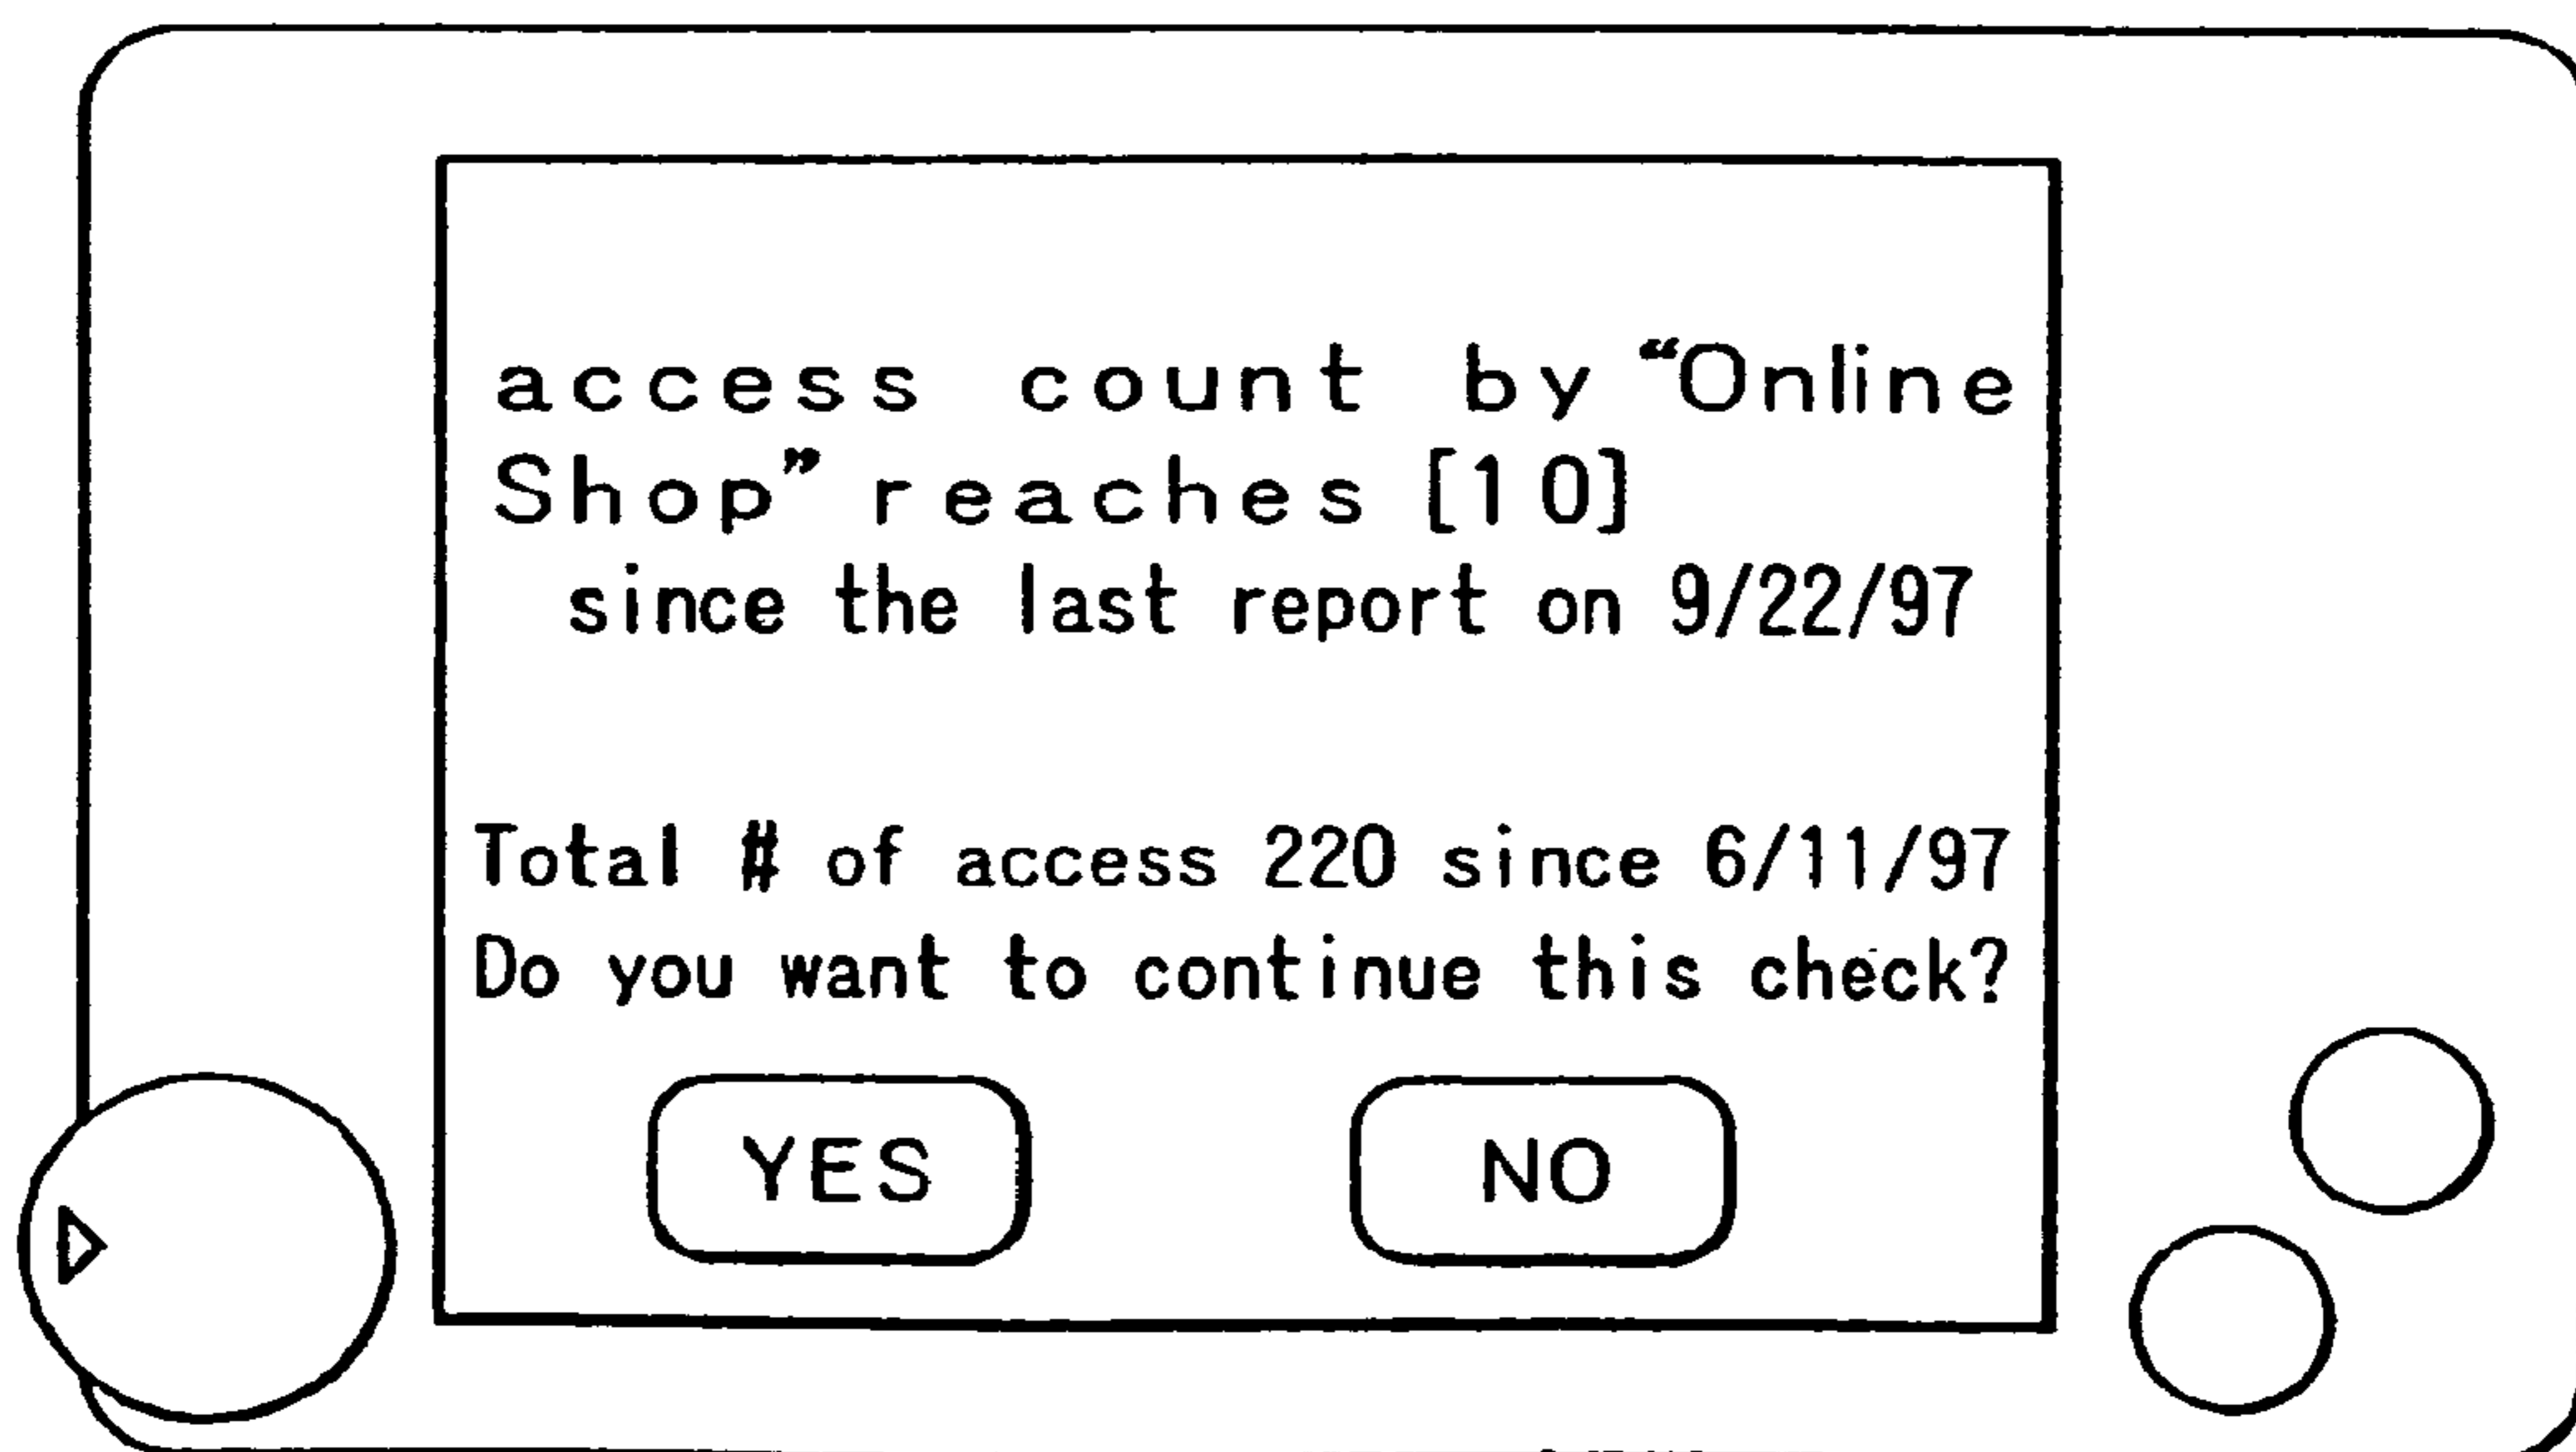 access count by “Online
Shop” reaches [10]
since the last report on 9/22/97
Total # of access 220 since 6/11/97
Do you want to continue this check?
YES NO